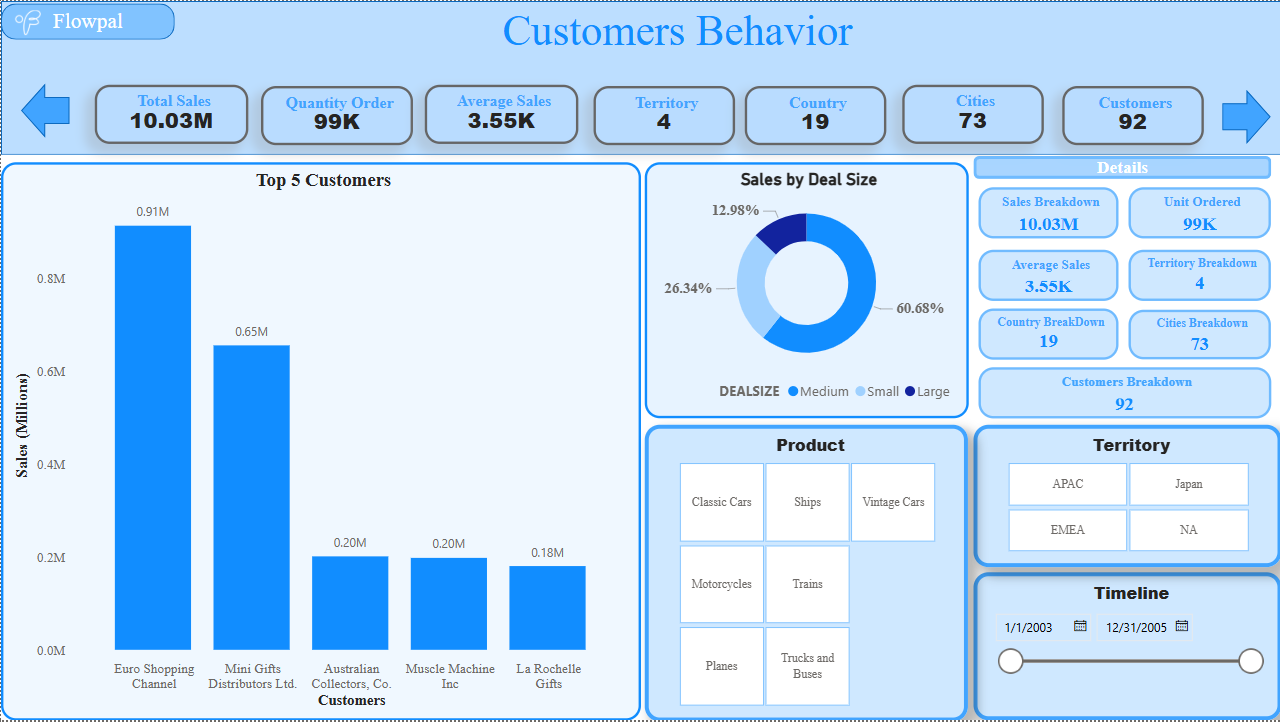 Flowpal
Customers Behavior
Total Sales
10.03M
Quantity Order
99K
Average Sales
3.55K
Territory
4
Country
19
Cities
73
Customers
92
Top 5 Customers
Sales (Millions)
0.8M
0.6M
0.4M
0.2M
0.0M
0.91M
0.65M
0.20M
0.20M
0.18M
Euro Shopping
Channel
Mini Gifts
Distributors Ltd.
Australian
Collectors, Co.
Muscle Machine
Inc
La Rochelle
Gifts
Customers
Sales by Deal Size
12.98%
26.34%
60.68%
DEALSIZE Medium Small Large
Details
Sales Breakdown
10.03M
Unit Ordered
99K
Average Sales
3.55K
Territory Breakdown
4
Country BreakDown
19
Cities Breakdown
73
Customers Breakdown
92
Product
Classic Cars
Ships
Vintage Cars
Motorcycles
Trains
Planes
Trucks and
Buses
Territory
APAC
Japan
EMEA
NA
Timeline
1/1/2003
12/31/2005